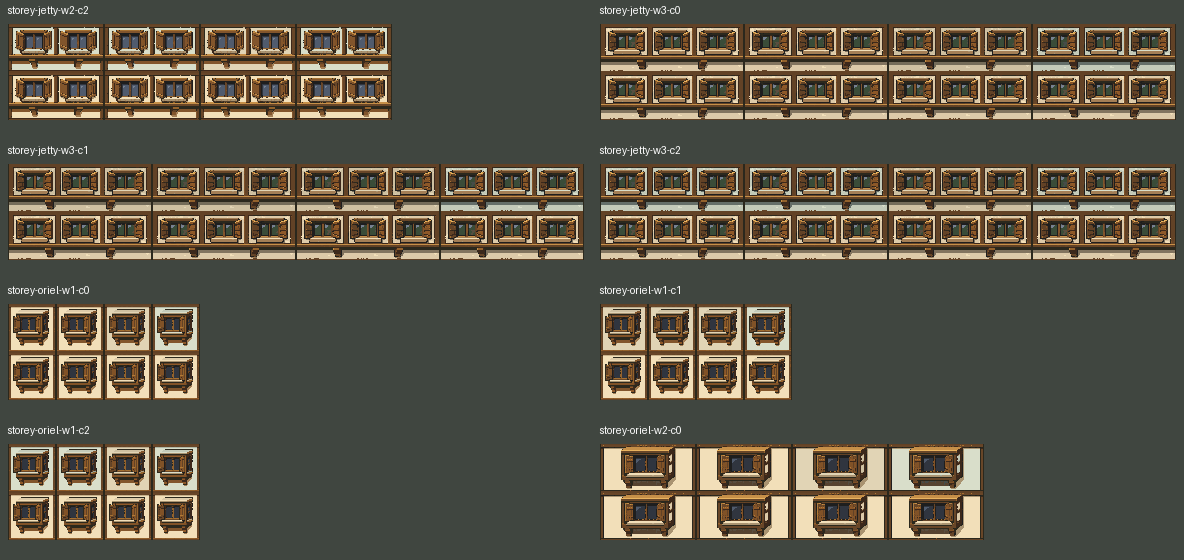 storey-jetty-w2-c2
storey-jetty-w3-c0
storey-jetty-w3-c1
storey-jetty-w3-c2
storey-oriel-w1-c0
storey-oriel-w1-c1
storey-oriel-w1-c2
storey-oriel-w2-c0